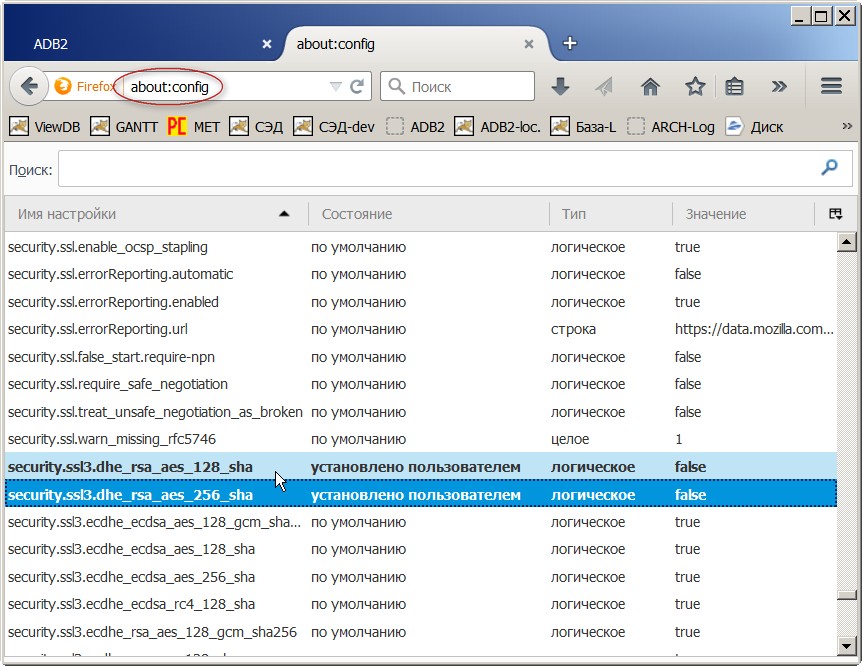 ADB2 about:config
Firefox about:config Поиск
ViewDB GANTT РС МЕТ СЭД СЭД-dev ADB2 ADB2-loc. База-L ARCH-Log Диск
Поиск:
Имя настройки Состояние Тип Значение
security.ssl.enable_ocsp_stapling по умолчанию логическое true
security.ssl.errorReporting.automatic по умолчанию логическое false
security.ssl.errorReporting.enabled по умолчанию логическое true
security.ssl.errorReporting.url по умолчанию строка https://data.mozilla.com...
security.ssl.false_start.require-npn по умолчанию логическое false
security.ssl.require_safe_negotiation по умолчанию логическое false
security.ssl.treat_unsafe_negotiation_as_broken по умолчанию логическое false
security.ssl.warn_missing_rfc5746 по умолчанию целое 1
security.ssl3.dhe_rsa_aes_128_sha установлено пользователем логическое false
security.ssl3.dhe_rsa_aes_256_sha установлено пользователем логическое false
security.ssl3.ecdhe_ecdsa_aes_128_gcm_sha... по умолчанию логическое true
security.ssl3.ecdhe_ecdsa_aes_128_sha по умолчанию логическое true
security.ssl3.ecdhe_ecdsa_aes_256_sha по умолчанию логическое true
security.ssl3.ecdhe_ecdsa_rc4_128_sha по умолчанию логическое true
security.ssl3.ecdhe_rsa_aes_128_gcm_sha256 по умолчанию логическое true